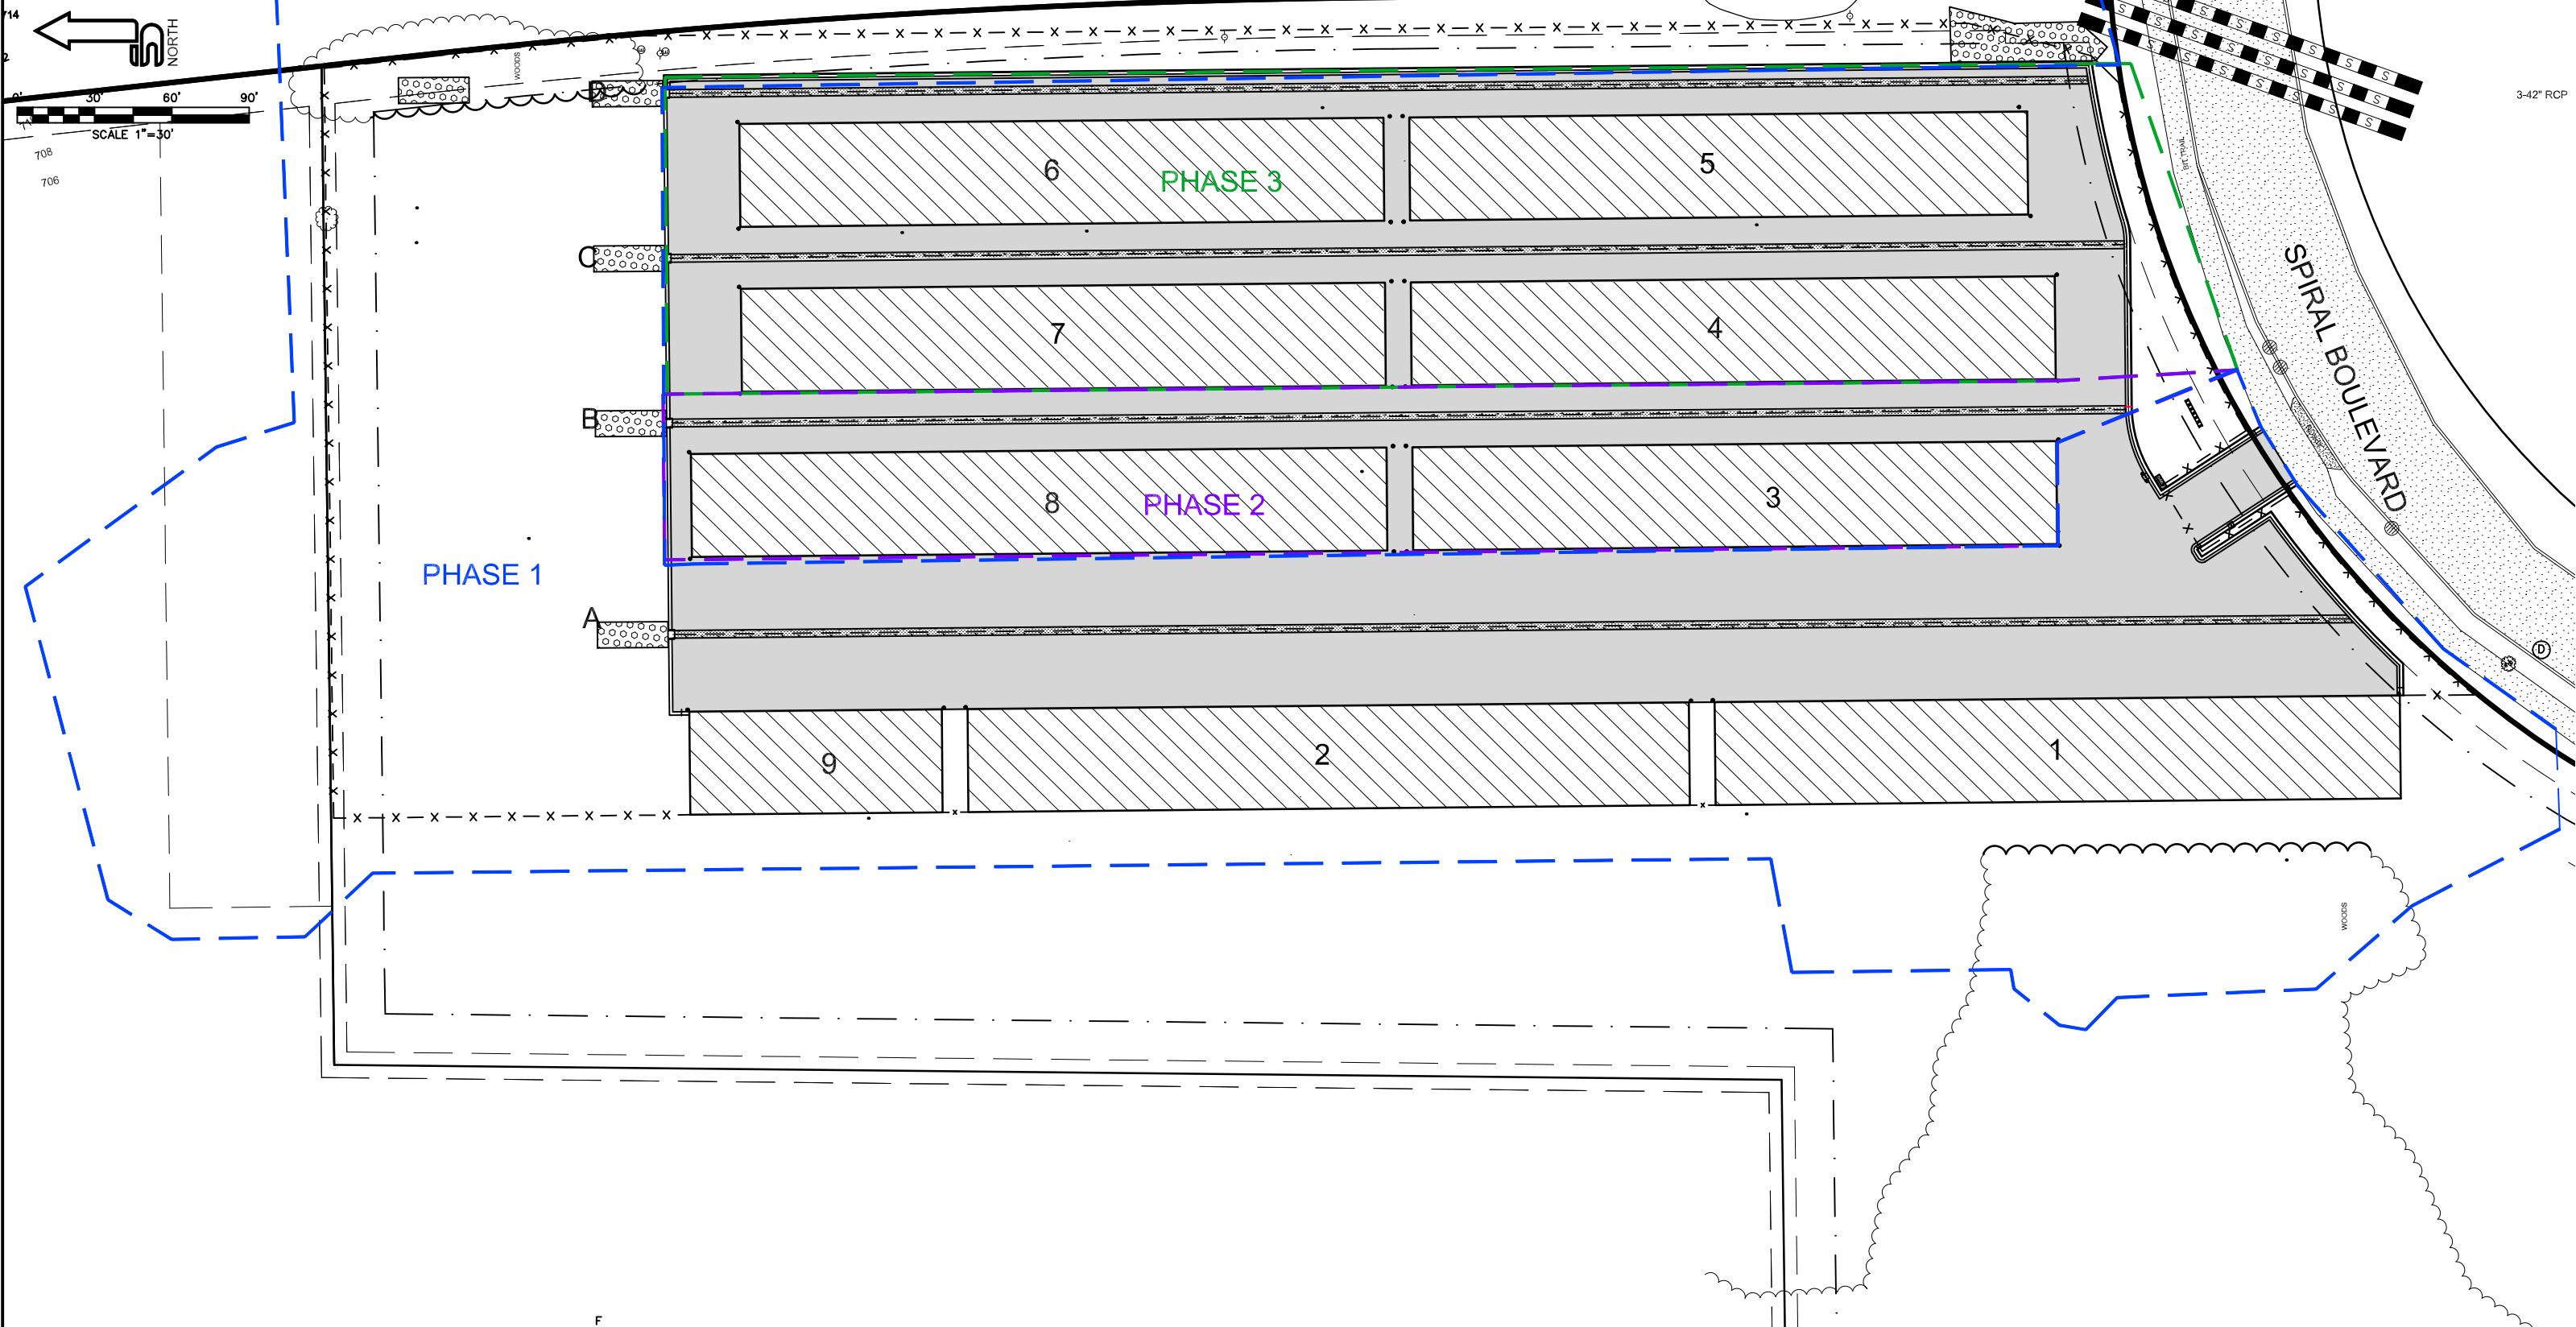 714
NORTH
2
0' 30' 60' 90'
SCALE 1"=30'
708
706
WOODS
D
6
PHASE 3
5
3-42" RCP
C
7
4
SPIRAL BOULEVARD
B
8
PHASE 2
3
PHASE 1
A
D
9
2
1
WOODS
F